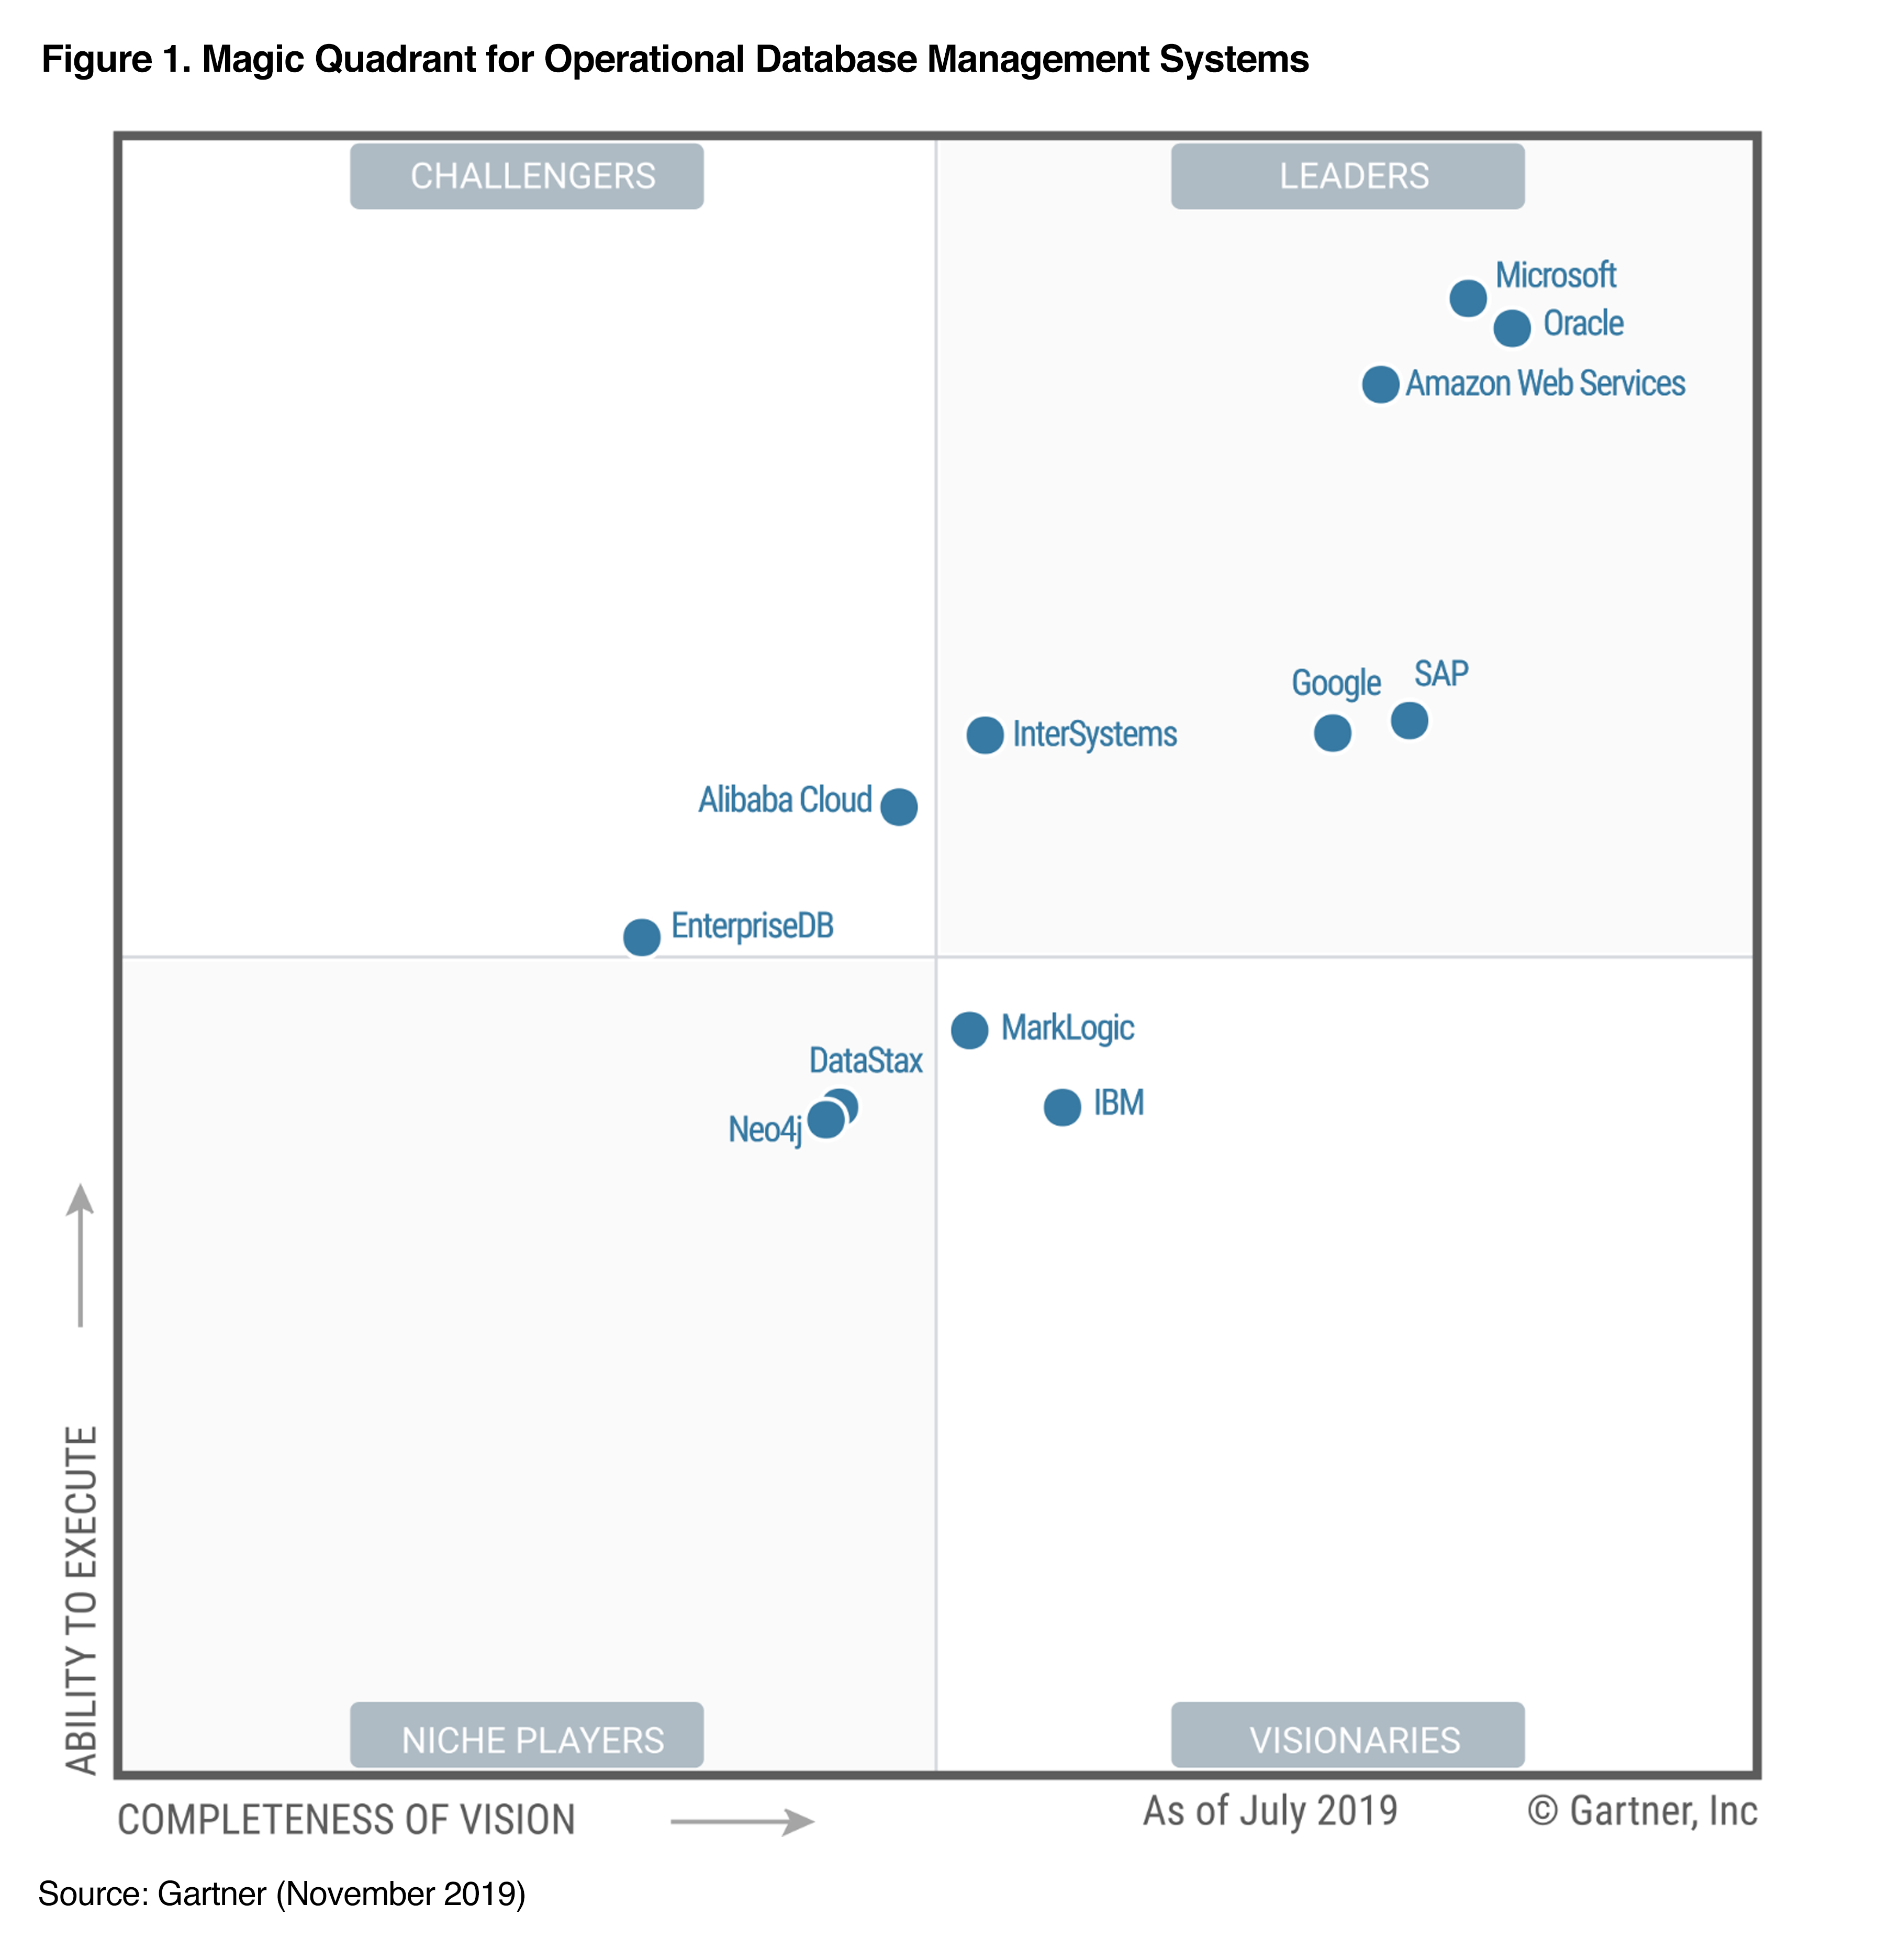 Figure 1. Magic Quadrant for Operational Database Management Systems
CHALLENGERS
LEADERS
Microsoft
Oracle
Amazon Web Services
Google
SAP
InterSystems
Alibaba Cloud
EnterpriseDB
MarkLogic
DataStax
IBM
Neo4j
ABILITY TO EXECUTE
NICHE PLAYERS
VISIONARIES
COMPLETENESS OF VISION
As of July 2019
© Gartner, Inc
Source: Gartner (November 2019)